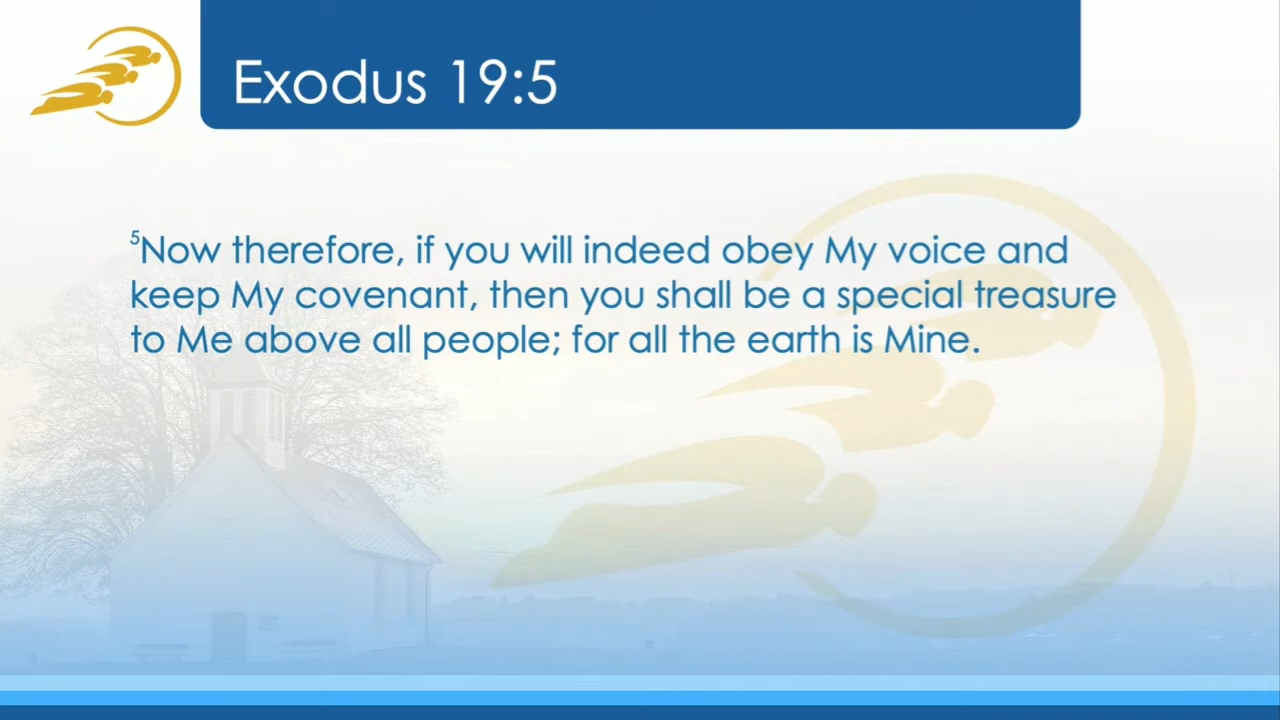 Exodus 19:5
5Now therefore, if you will indeed obey My voice and
keep My covenant, then you shall be a special treasure
to Me above all people; for all the earth is Mine.